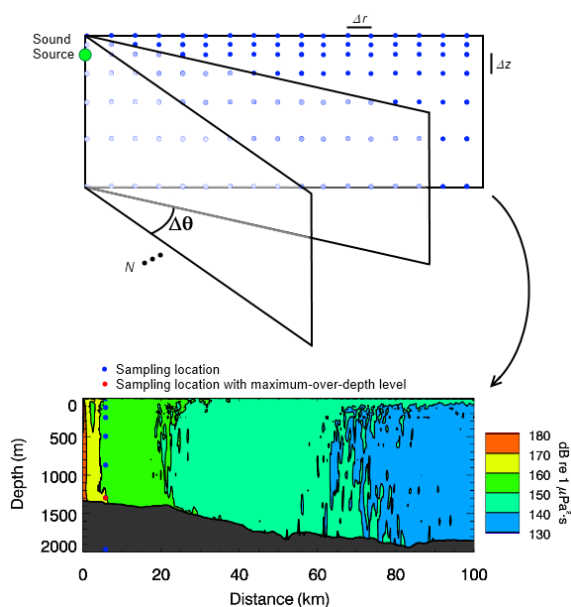 Δr
Sound
Source
Δz
Δθ
N
Sampling location
Sampling location with maximum-over-depth level
0
500
1000
1500
2000
Depth (m)
0 20 40 60 80 100
Distance (km)
180
170
160
150
140
130
dB re 1 μPa²·s